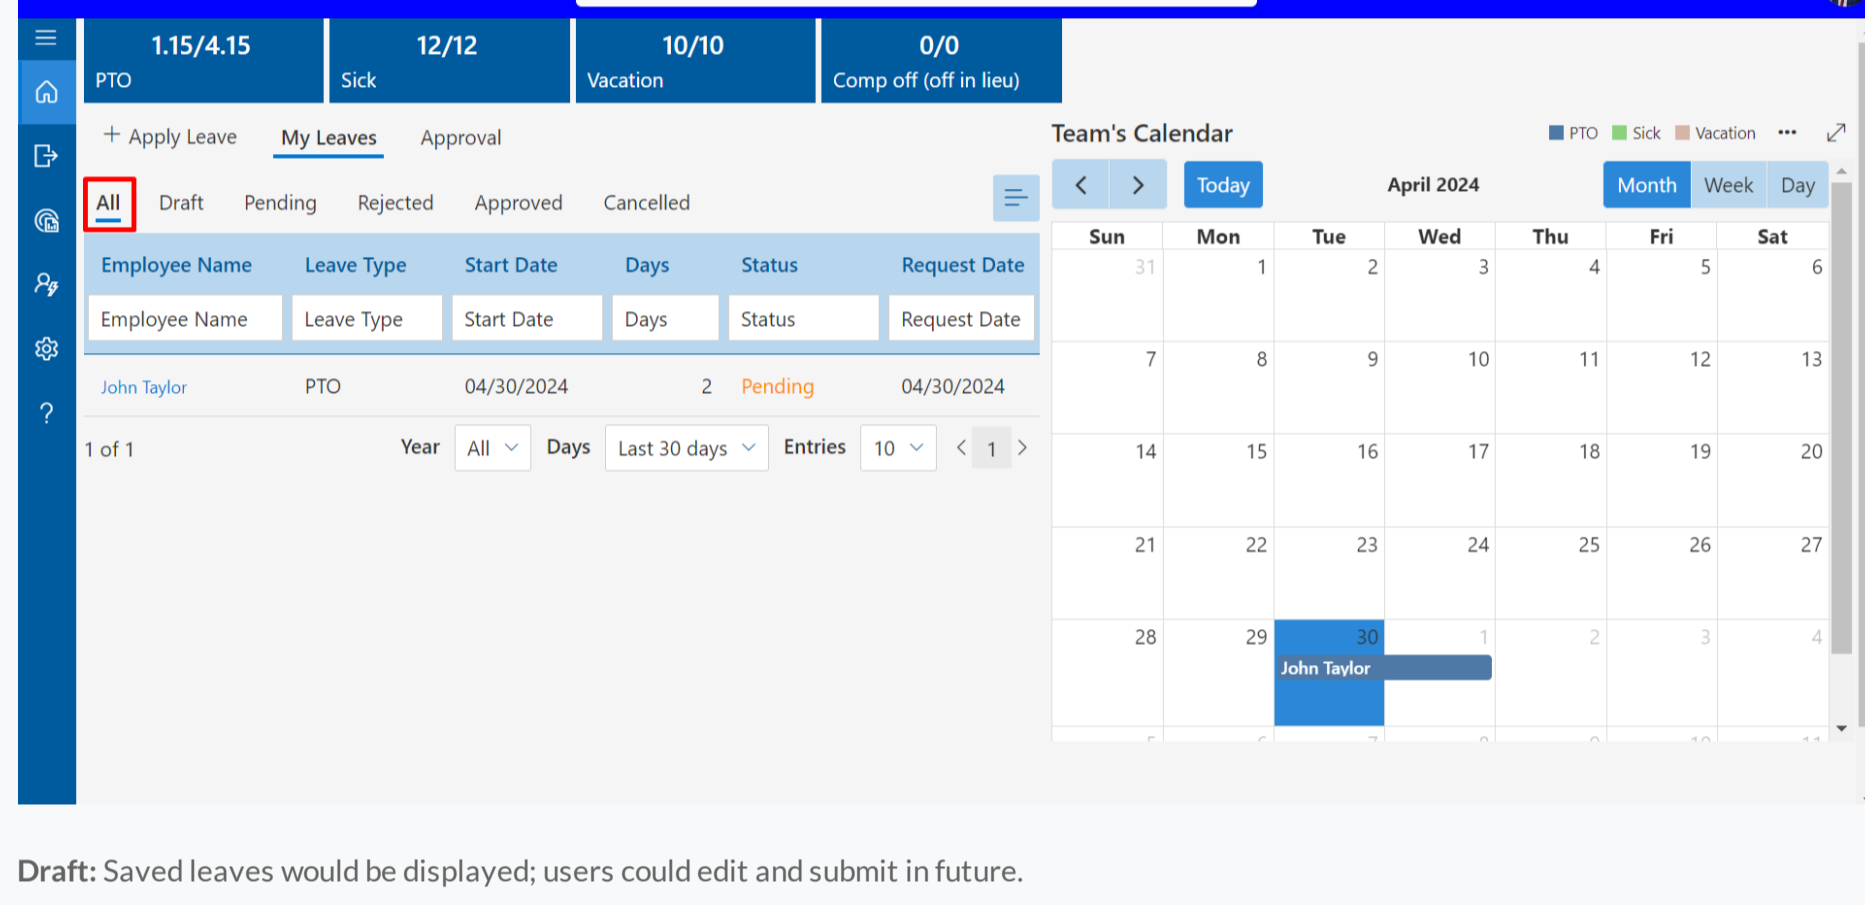 1.15/4.15
PTO
12/12
Sick
10/10
Vacation
0/0
Comp off (off in lieu)
+ Apply Leave My Leaves Approval
All Draft Pending Rejected Approved Cancelled
Employee Name Leave Type Start Date Days Status Request Date
Employee Name Leave Type Start Date Days Status Request Date
John Taylor PTO 04/30/2024 2 Pending 04/30/2024
1 of 1 Year All Days Last 30 days Entries 10 < 1 >
?
Team's Calendar PTO Sick Vacation •••
< > Today April 2024 Month Week Day
Sun Mon Tue Wed Thu Fri Sat
31 1 2 3 4 5 6
7 8 9 10 11 12 13
14 15 16 17 18 19 20
21 22 23 24 25 26 27
28 29 30 1 2 3 4
John Taylor
Draft: Saved leaves would be displayed; users could edit and submit in future.